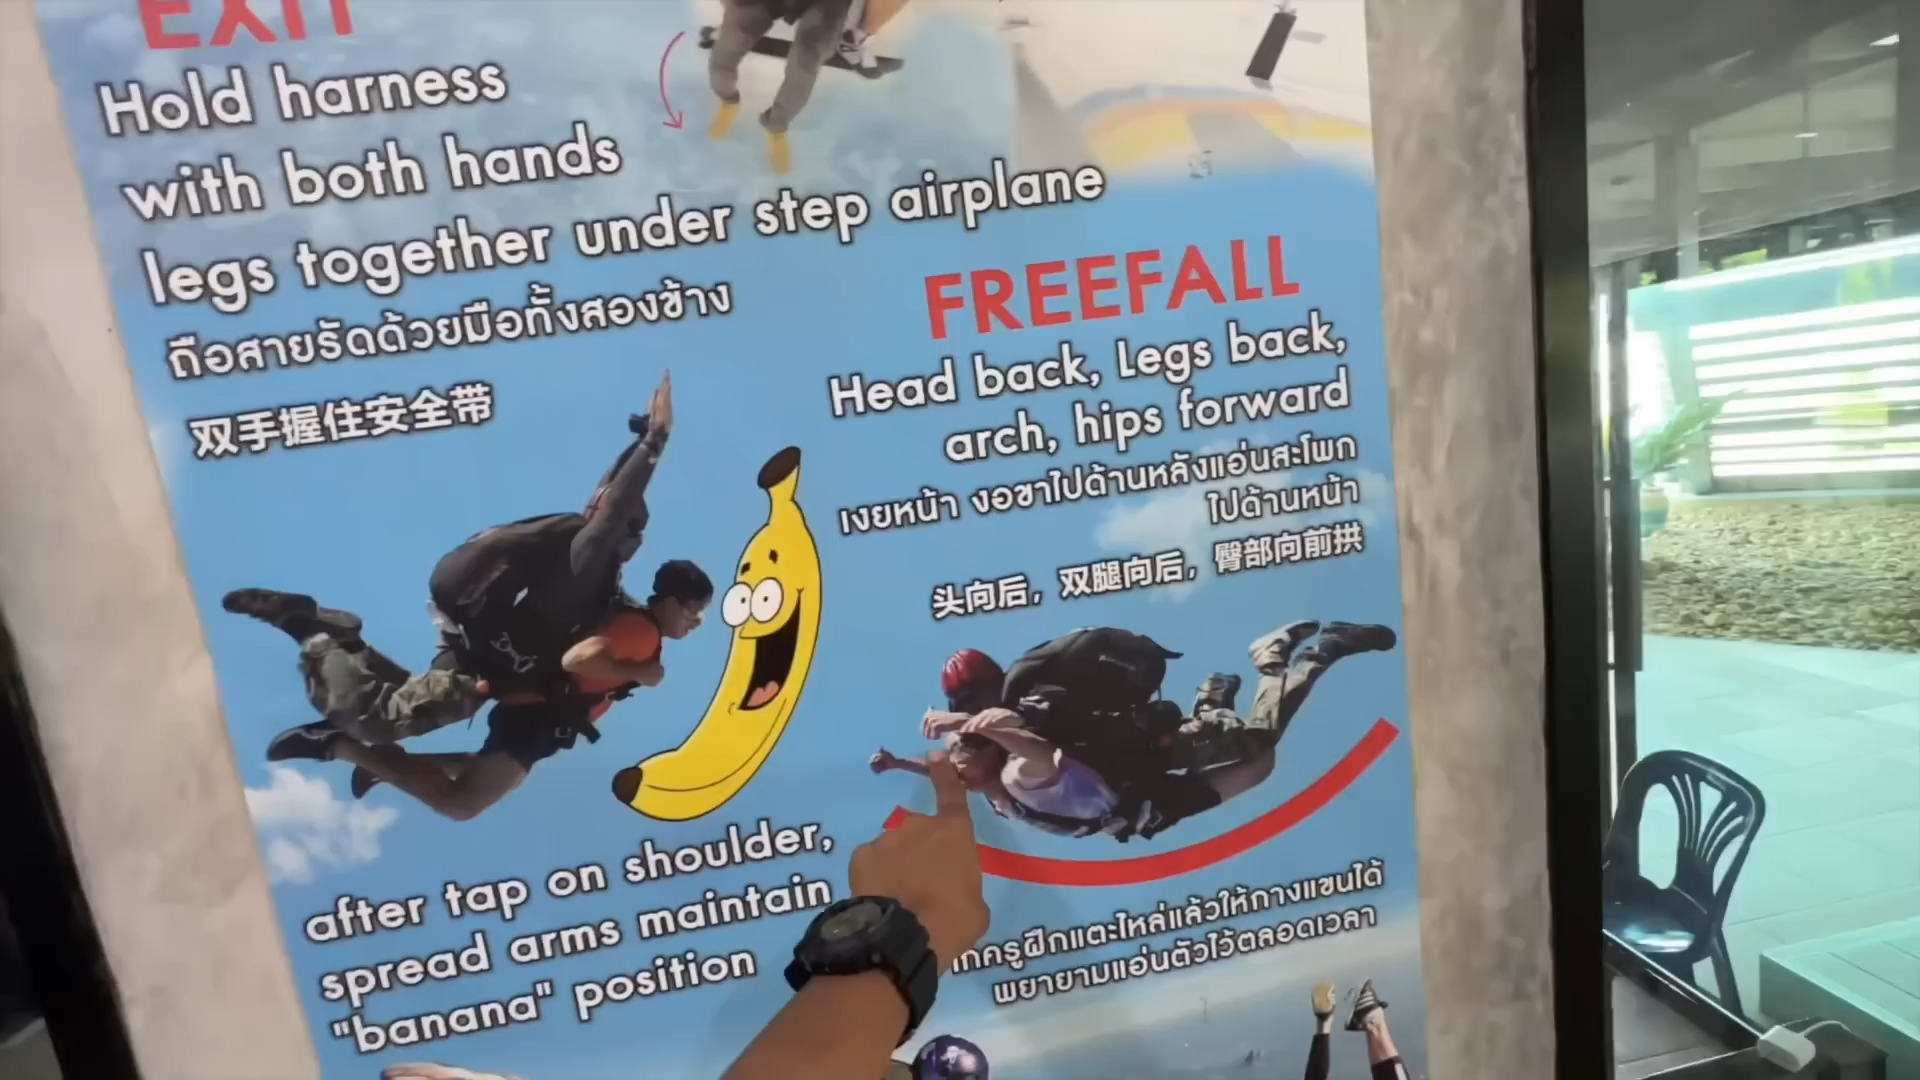 EXIT
Hold harness
with both hands
legs together under step airplane
ถือสายรัดด้วยมือทั้งสองข้าง
双手握住安全带
FREEFALL
Head back, Legs back,
arch, hips forward
เงยหน้า งอขาไปด้านหลังแอ่นสะโพก
ไปด้านหน้า
头向后，双腿向后，臀部向前拱
after tap on shoulder,
spread arms maintain
"banana" position
กครูฝึกแตะไหล่แล้วให้กางแขนได้
พยายามแอ่นตัวไว้ตลอดเวลา